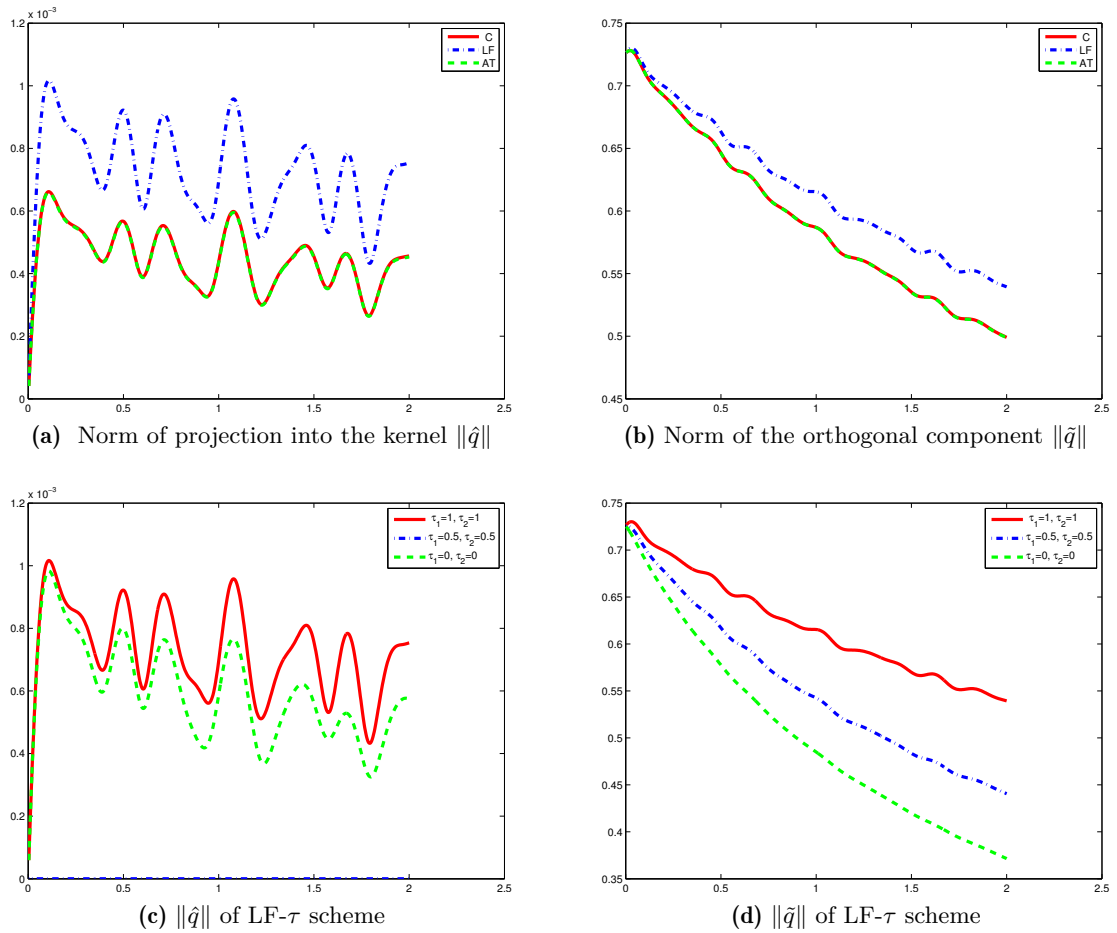 x 10⁻³
1.2
1
0.8
0.6
0.4
0.2
0
0 0.5 1 1.5 2 2.5
C
LF
AT
(a) Norm of projection into the kernel ‖q̂‖
0.75
0.7
0.65
0.6
0.55
0.5
0.45
0 0.5 1 1.5 2 2.5
C
LF
AT
(b) Norm of the orthogonal component ‖q̃‖
x 10⁻³
1.2
1
0.8
0.6
0.4
0.2
0
0 0.5 1 1.5 2 2.5
τ₁=1, τ₂=1
τ₁=0.5, τ₂=0.5
τ₁=0, τ₂=0
(c) ‖q̂‖ of LF-τ scheme
0.75
0.7
0.65
0.6
0.55
0.5
0.45
0.4
0.35
0 0.5 1 1.5 2 2.5
τ₁=1, τ₂=1
τ₁=0.5, τ₂=0.5
τ₁=0, τ₂=0
(d) ‖q̃‖ of LF-τ scheme